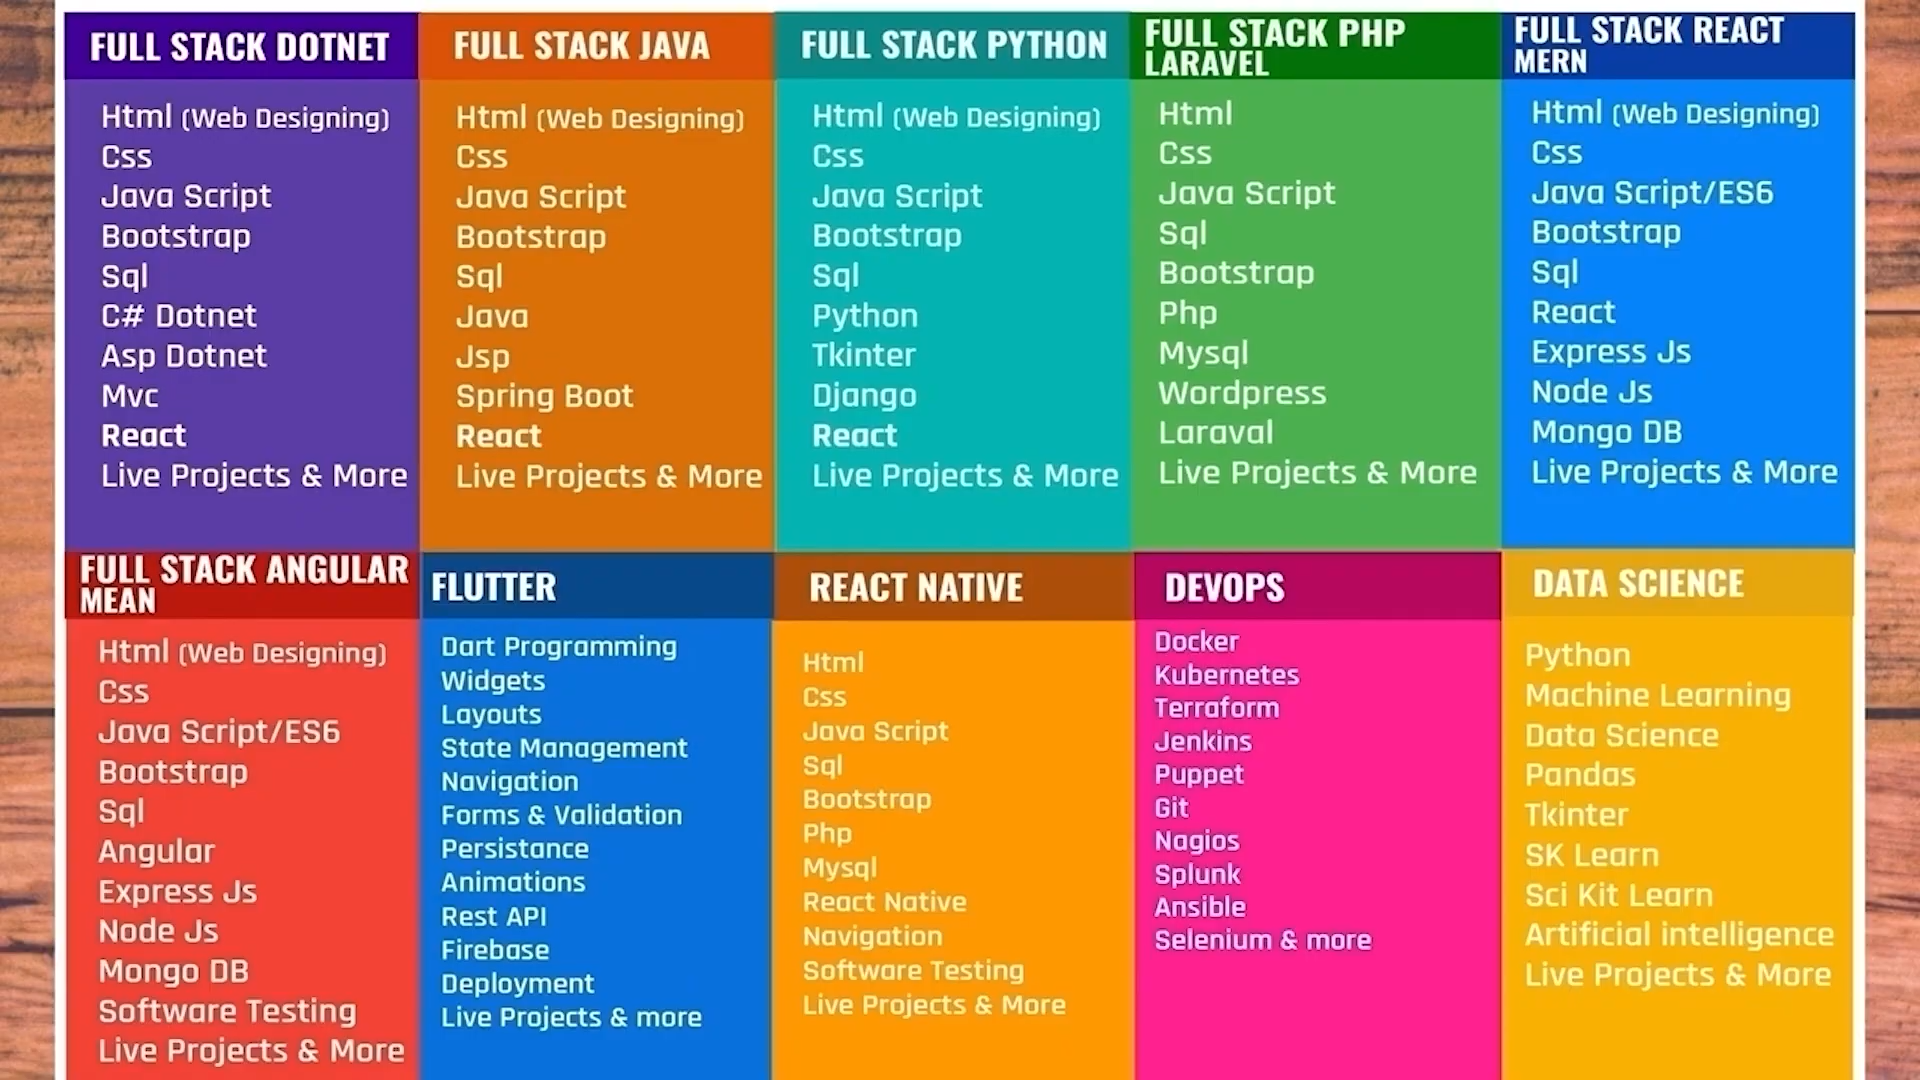 FULL STACK DOTNET
Html (Web Designing)
Css
Java Script
Bootstrap
Sql
C# Dotnet
Asp Dotnet
Mvc
React
Live Projects & More
FULL STACK JAVA
Html (Web Designing)
Css
Java Script
Bootstrap
Sql
Java
Jsp
Spring Boot
React
Live Projects & More
FULL STACK PYTHON
Html (Web Designing)
Css
Java Script
Bootstrap
Sql
Python
Tkinter
Django
React
Live Projects & More
FULL STACK PHP
LARAVEL
Html
Css
Java Script
Sql
Bootstrap
Php
Mysql
Wordpress
Laraval
Live Projects & More
FULL STACK REACT
MERN
Html (Web Designing)
Css
Java Script/ES6
Bootstrap
Sql
React
Express Js
Node Js
Mongo DB
Live Projects & More
FULL STACK ANGULAR
MEAN
Html (Web Designing)
Css
Java Script/ES6
Bootstrap
Sql
Angular
Express Js
Node Js
Mongo DB
Software Testing
Live Projects & More
FLUTTER
Dart Programming
Widgets
Layouts
State Management
Navigation
Forms & Validation
Persistance
Animations
Rest API
Firebase
Deployment
Live Projects & more
REACT NATIVE
Html
Css
Java Script
Sql
Bootstrap
Php
Mysql
React Native
Navigation
Software Testing
Live Projects & More
DEVOPS
Docker
Kubernetes
Terraform
Jenkins
Puppet
Git
Nagios
Splunk
Ansible
Selenium & more
DATA SCIENCE
Python
Machine Learning
Data Science
Pandas
Tkinter
SK Learn
Sci Kit Learn
Artificial intelligence
Live Projects & More